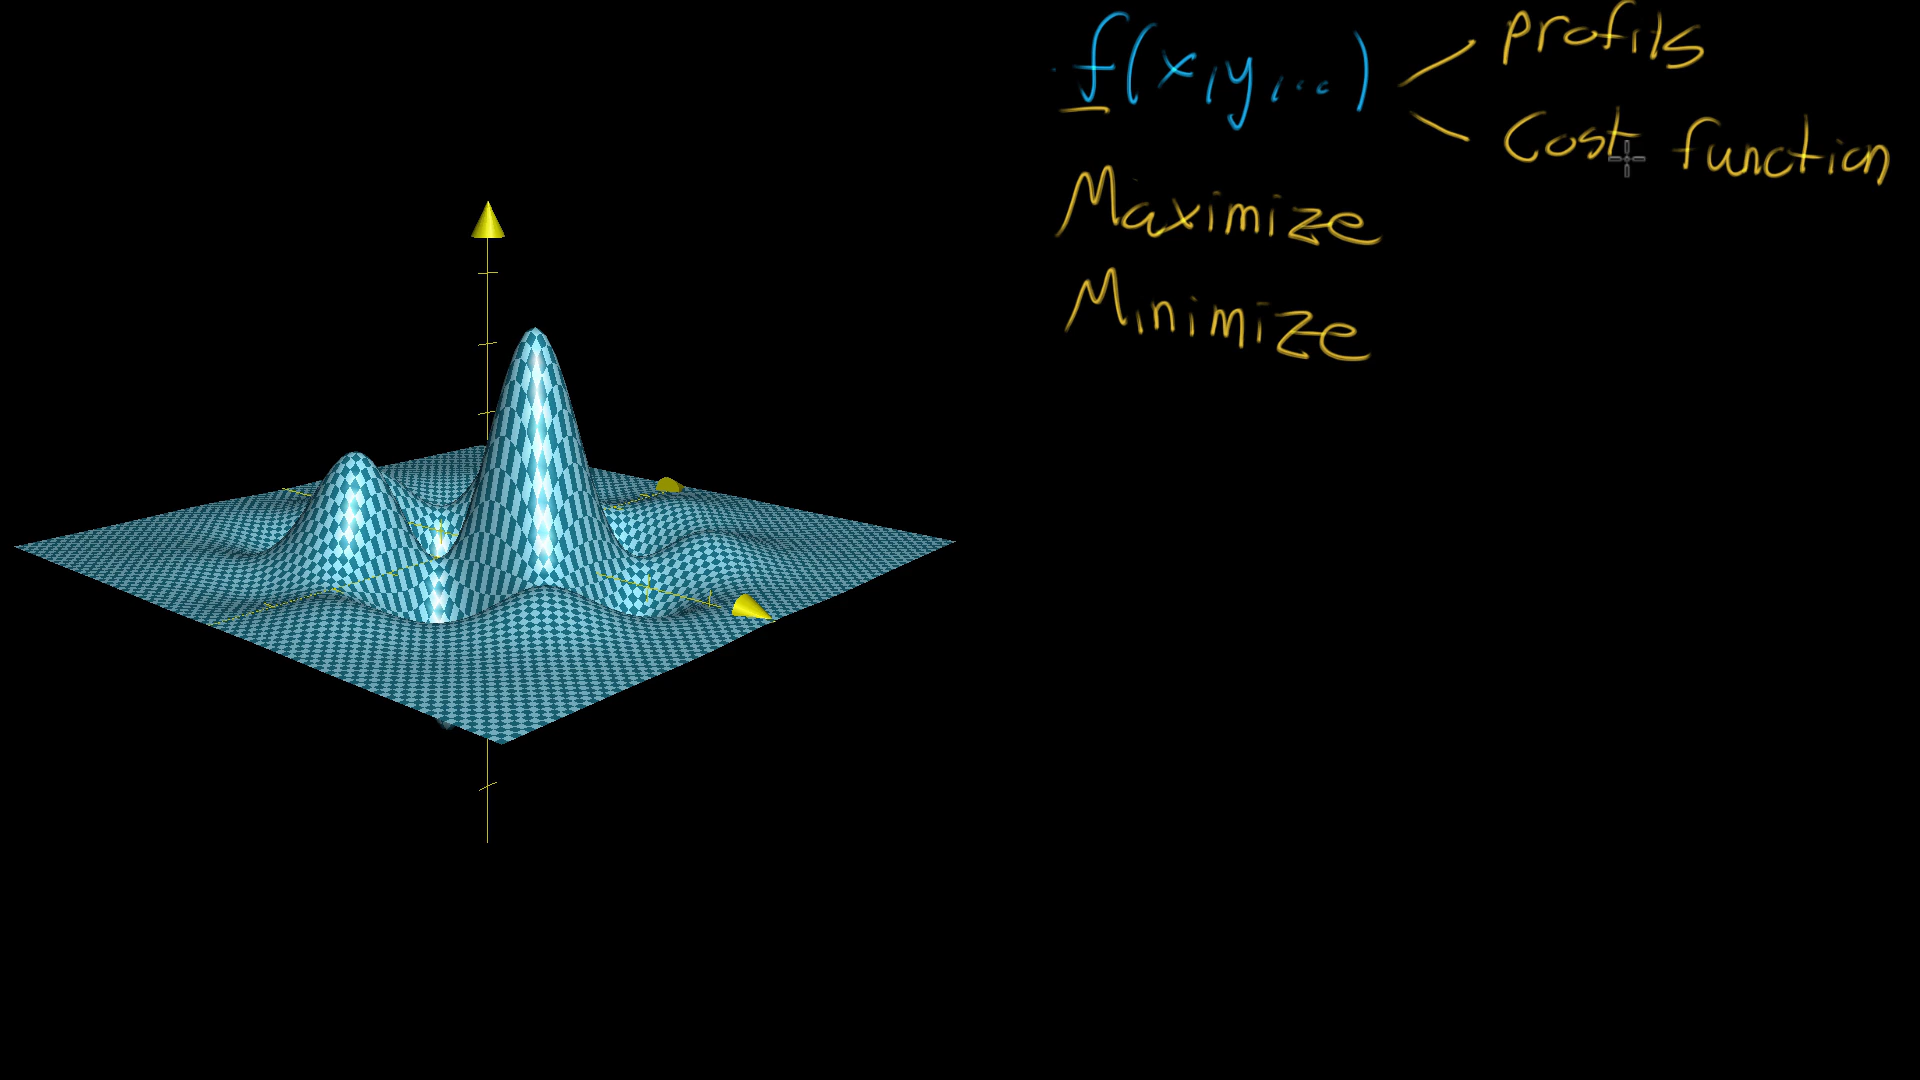 f(x,y,...)
Profits
Cost function
Maximize
Minimize